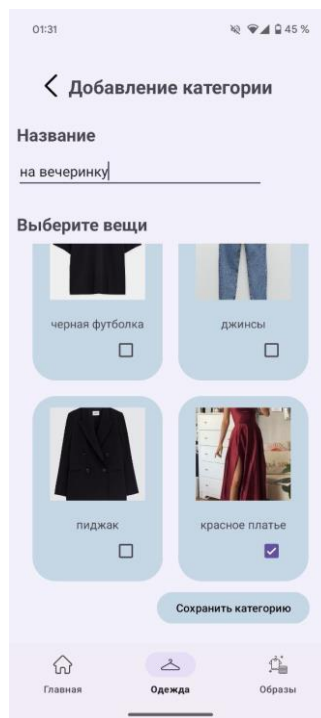 01:31 45 %
Добавление категории
Название
на вечеринку
Выберите вещи
черная футболка джинсы
пиджак красное платье
Сохранить категорию
Главная Одежда Образы